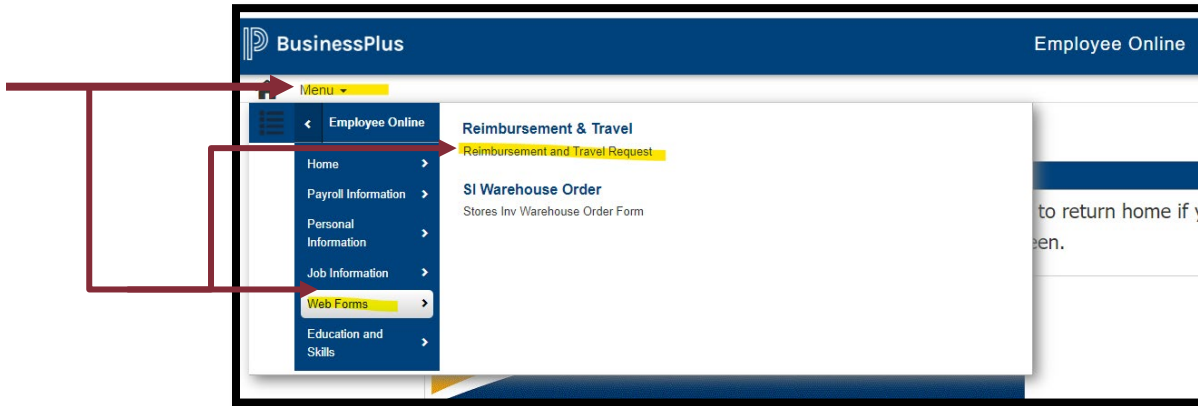 BusinessPlus
Employee Online
Menu
Employee Online
Home
Payroll Information
Personal
Information
Job Information
Web Forms
Education and
Skills
Reimbursement & Travel
Reimbursement and Travel Request
SI Warehouse Order
Stores Inv Warehouse Order Form
to return home if
een.